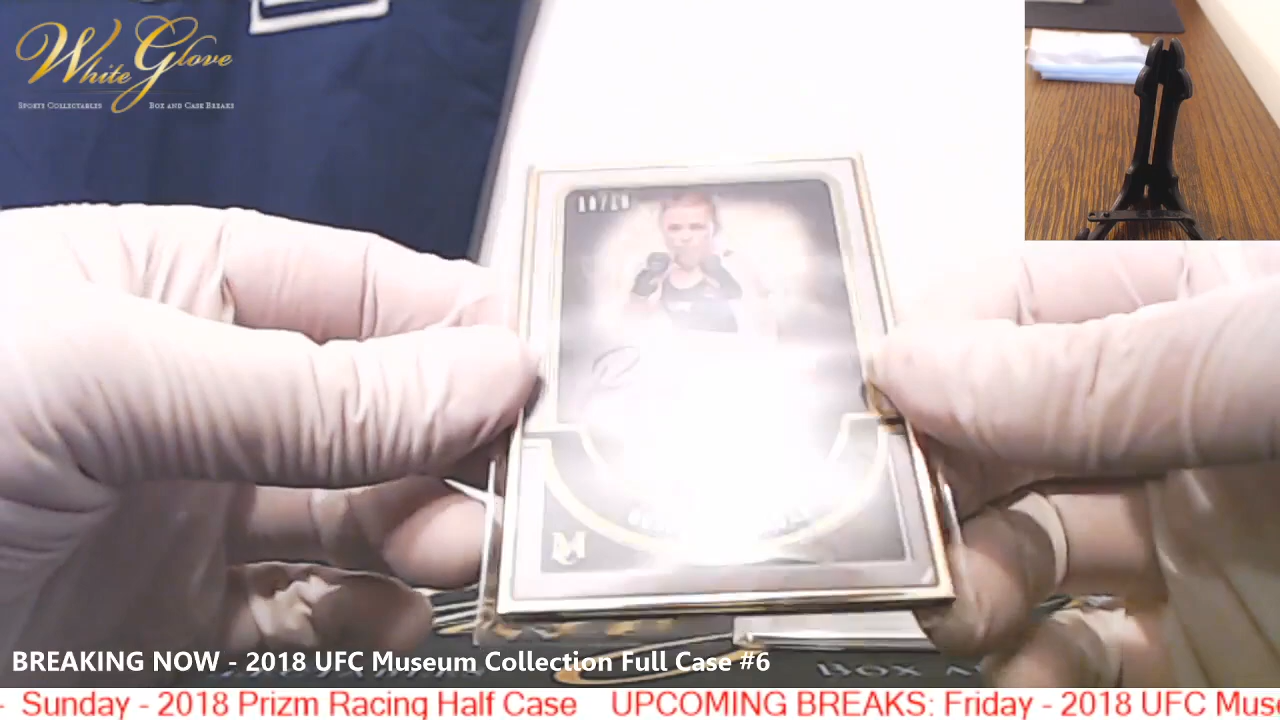 White Glove
SPORTS COLLECTABLES BOX AND CASE BREAKS
M
BREAKING NOW - 2018 UFC Museum Collection Full Case #6
- Sunday - 2018 Prizm Racing Half Case UPCOMING BREAKS: Friday - 2018 UFC Muse